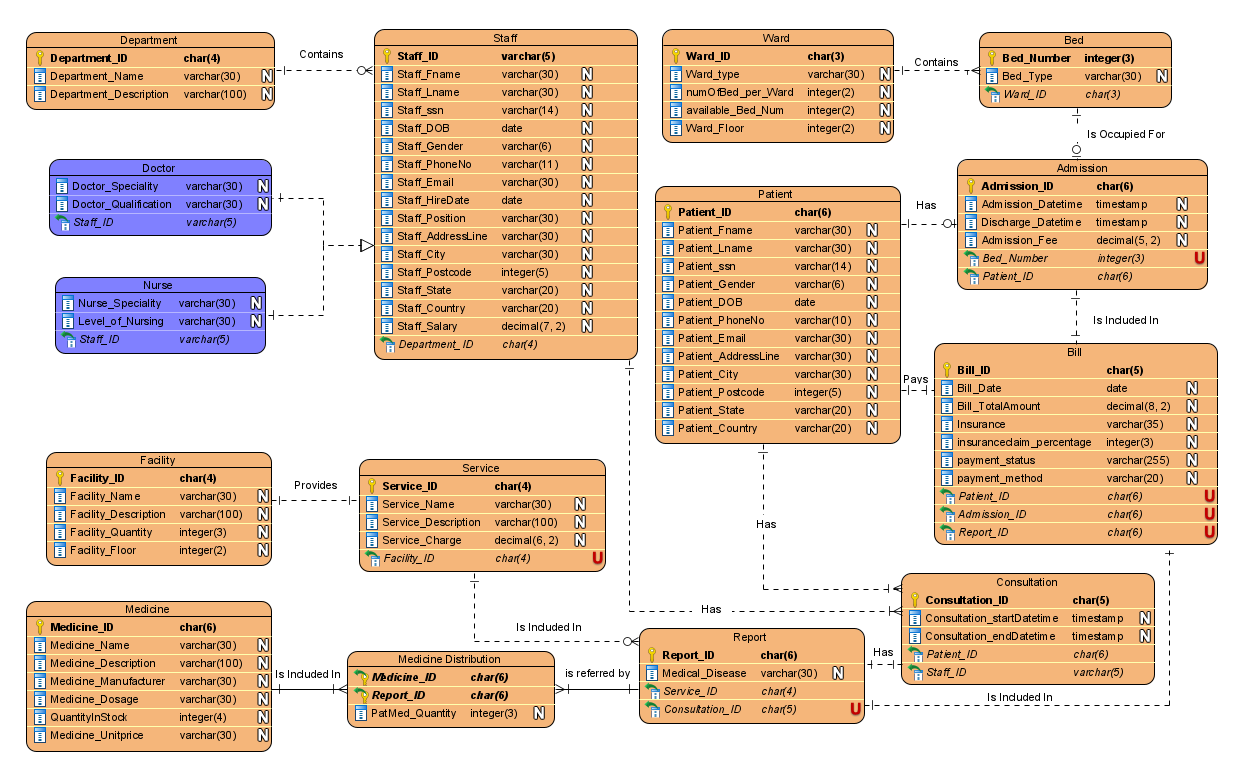 Department
Department_ID char(4)
Department_Name varchar(30) N
Department_Description varchar(100) N
Contains
Staff
Staff_ID varchar(5)
Staff_Fname varchar(30) N
Staff_Lname varchar(30) N
Staff_ssn varchar(14) N
Staff_DOB date N
Staff_Gender varchar(6) N
Staff_PhoneNo varchar(11) N
Staff_Email varchar(30) N
Staff_HireDate date N
Staff_Position varchar(30) N
Staff_AddressLine varchar(30) N
Staff_City varchar(30) N
Staff_Postcode integer(5) N
Staff_State varchar(20) N
Staff_Country varchar(20) N
Staff_Salary decimal(7, 2) N
Department_ ID char(4)
Ward
Ward_ID char(3)
Ward_type varchar(30) N
numOfBed_per_Ward integer(2) N
available_Bed_Num integer(2) N
Ward_Floor integer(2) N
Contains
Bed
Bed_Number integer(3)
Bed_Type varchar(30) N
Ward_ID char(3)
Is Occupied For
Doctor
Doctor_Speciality varchar(30) N
Doctor_Qualification varchar(30) N
Staff_ID varchar(5)
Nurse
Nurse_Speciality varchar(30) N
Level_of_Nursing varchar(30) N
Staff_ID varchar(5)
Patient
Patient_ID char(6)
Patient_Fname varchar(30) N
Patient_Lname varchar(30) N
Patient_ssn varchar(14) N
Patient_Gender varchar(6) N
Patient_DOB date N
Patient_PhoneNo varchar(10) N
Patient_Email varchar(30) N
Patient_AddressLine varchar(30) N
Patient_City varchar(30) N
Patient_Postcode integer(5) N
Patient_State varchar(20) N
Patient_Country varchar(20) N
Has
Admission
Admission_ID char(6)
Admission_Datetime timestamp N
Discharge_Datetime timestamp N
Admission_Fee decimal(5, 2) N
Bed_Number integer(3) U
Patient_ID char(6)
Is Included In
Pays
Bill
Bill_ID char(5)
Bill_Date date N
Bill_TotalAmount decimal(8, 2) N
Insurance varchar(35) N
insuranceclaim_percentage integer(3) N
payment_status varchar(255) N
payment_method varchar(20) N
Patient_ID char(6) U
Admission_ID char(6) U
Report_ID char(6) U
Facility
Facility_ID char(4)
Facility_Name varchar(30) N
Facility_Description varchar(100) N
Facility_Quantity integer(3) N
Facility_Floor integer(2) N
Provides
Service
Service_ID char(4)
Service_Name varchar(30) N
Service_Description varchar(100) N
Service_Charge decimal(6, 2) N
Facility_ID char(4) U
Has
Has
Is Included In
Consultation
Consultation_ID char(5)
Consultation_startDatetime timestamp N
Consultation_endDatetime timestamp N
Patient_ID char(6)
Staff_ID varchar(5)
Medicine
Medicine_ID char(6)
Medicine_Name varchar(30) N
Medicine_Description varchar(100) N
Medicine_Manufacturer varchar(30) N
Medicine_Dosage varchar(30) N
QuantityInStock integer(4) N
Medicine_Unitprice varchar(30) N
Is Included In
Medicine Distribution
Medicine_ID char(6)
Report_ID char(6)
PatMed_Quantity integer(3) N
is referred by
Report
Report_ID char(6)
Medical_Disease varchar(30) N
Service_ID char(4)
Consultation_ID char(5) U
Has
Is Included In